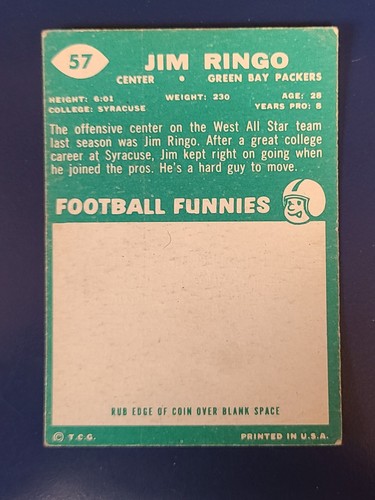 57
JIM RINGO
CENTER • GREEN BAY PACKERS
HEIGHT: 6:01 WEIGHT: 230 AGE: 28
COLLEGE: SYRACUSE YEARS PRO: 8
The offensive center on the West All Star team
last season was Jim Ringo. After a great college
career at Syracuse, Jim kept right on going when
he joined the pros. He's a hard guy to move. . .
FOOTBALL FUNNIES
RUB EDGE OF COIN OVER BLANK SPACE
© T.C.G. PRINTED IN U.S.A.